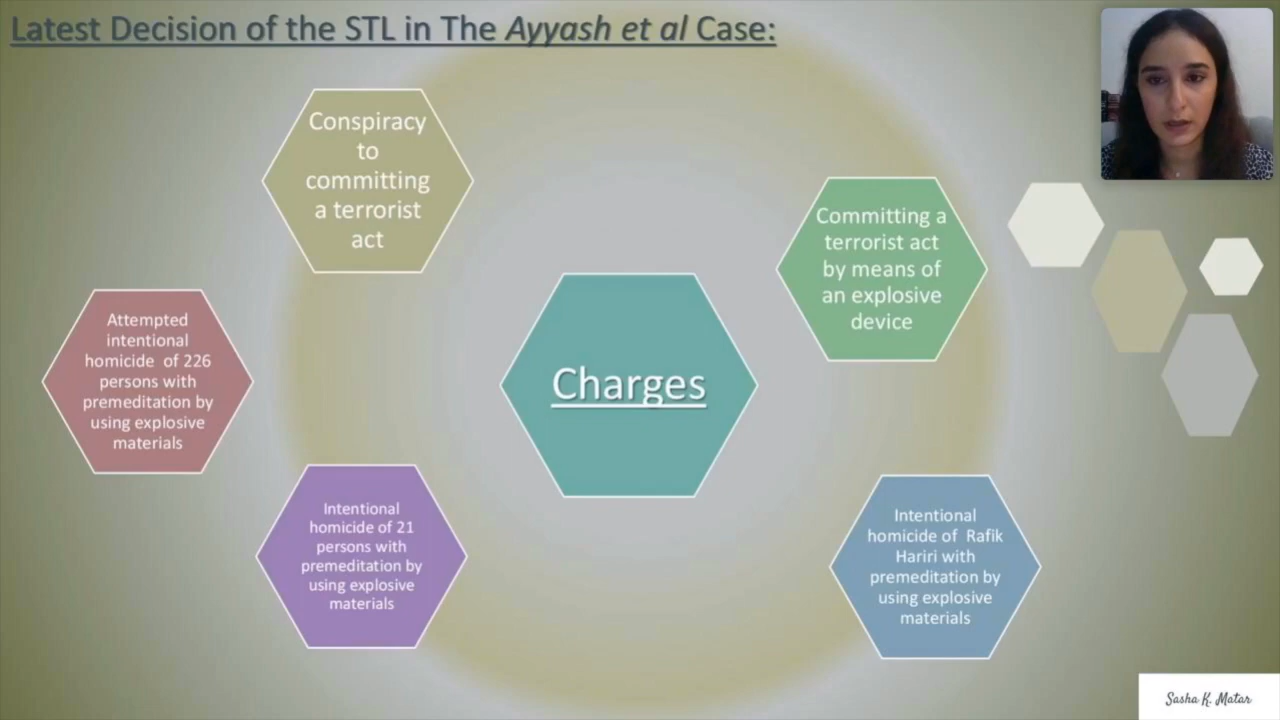 Latest Decision of the STL in The Ayyash et al Case:
Conspiracy
to
committing
a terrorist
act
Committing a
terrorist act
by means of
an explosive
device
Attempted
intentional
homicide of 226
persons with
premeditation by
using explosive
materials
Charges
Intentional
homicide of 21
persons with
premeditation by
using explosive
materials
Intentional
homicide of Rafik
Hariri with
premeditation by
using explosive
materials
Sasha K. Matar